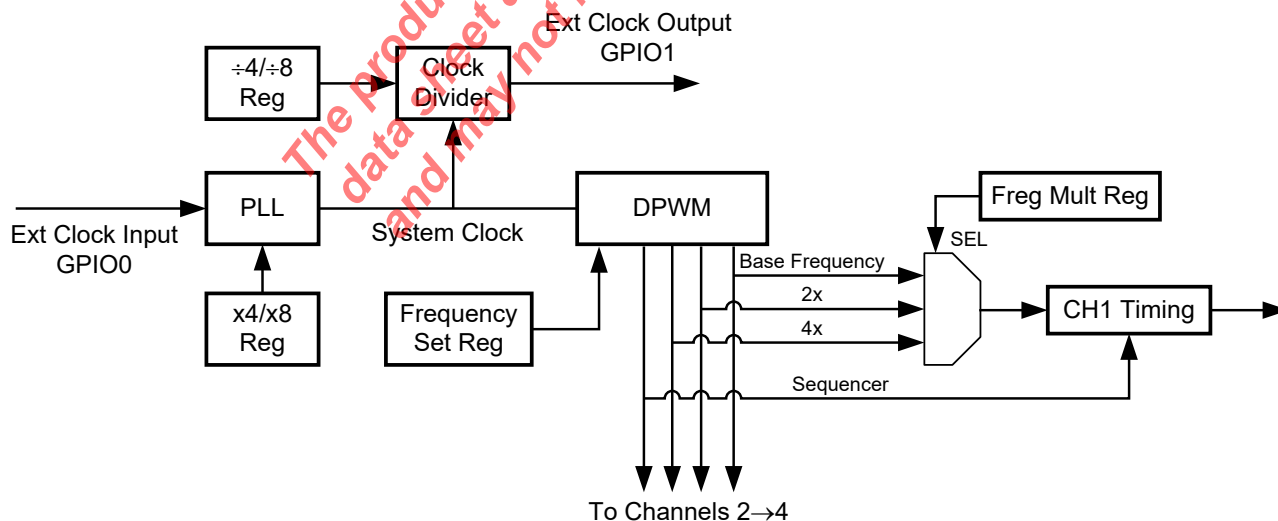 The produ
data sheet a
and may not
Ext Clock Output
GPIO1
÷4/÷8
Reg
Clock
Divider
PLL
DPWM
Freg Mult Reg
Ext Clock Input
GPIO0
System Clock
SEL
Base Frequency
x4/x8
Reg
Frequency
Set Reg
2x
CH1 Timing
4x
Sequencer
To Channels 2→4